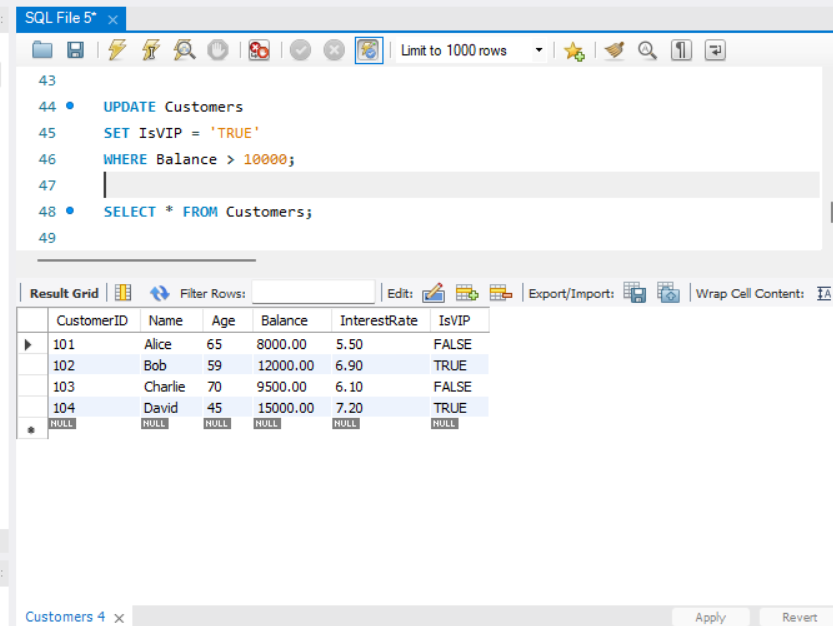 SQL File 5*
Limit to 1000 rows
43
44 UPDATE Customers
45 SET IsVIP = 'TRUE'
46 WHERE Balance > 10000;
47
48 SELECT * FROM Customers;
49
Result Grid Filter Rows: Edit: Export/Import: Wrap Cell Content:
CustomerID Name Age Balance InterestRate IsVIP
101 Alice 65 8000.00 5.50 FALSE
102 Bob 59 12000.00 6.90 TRUE
103 Charlie 70 9500.00 6.10 FALSE
104 David 45 15000.00 7.20 TRUE
NULL NULL NULL NULL NULL NULL
Customers 4 Apply Revert